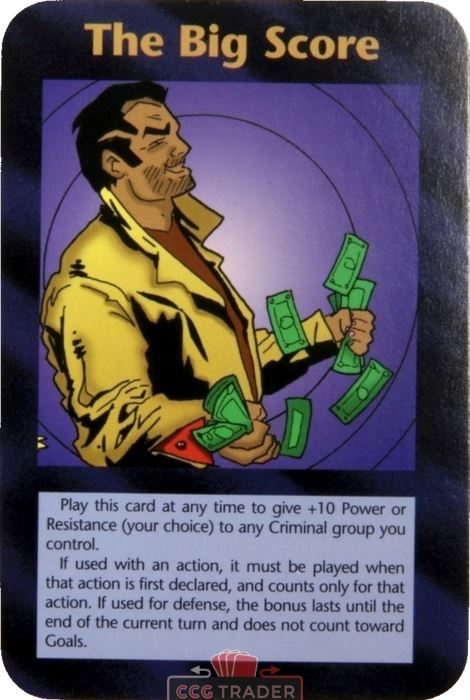 The Big Score
Play this card at any time to give +10 Power or
Resistance (your choice) to any Criminal group you
control.
If used with an action, it must be played when
that action is first declared, and counts only for that
action. If used for defense, the bonus lasts until the
end of the current turn and does not count toward
Goals.
CCG TRADER